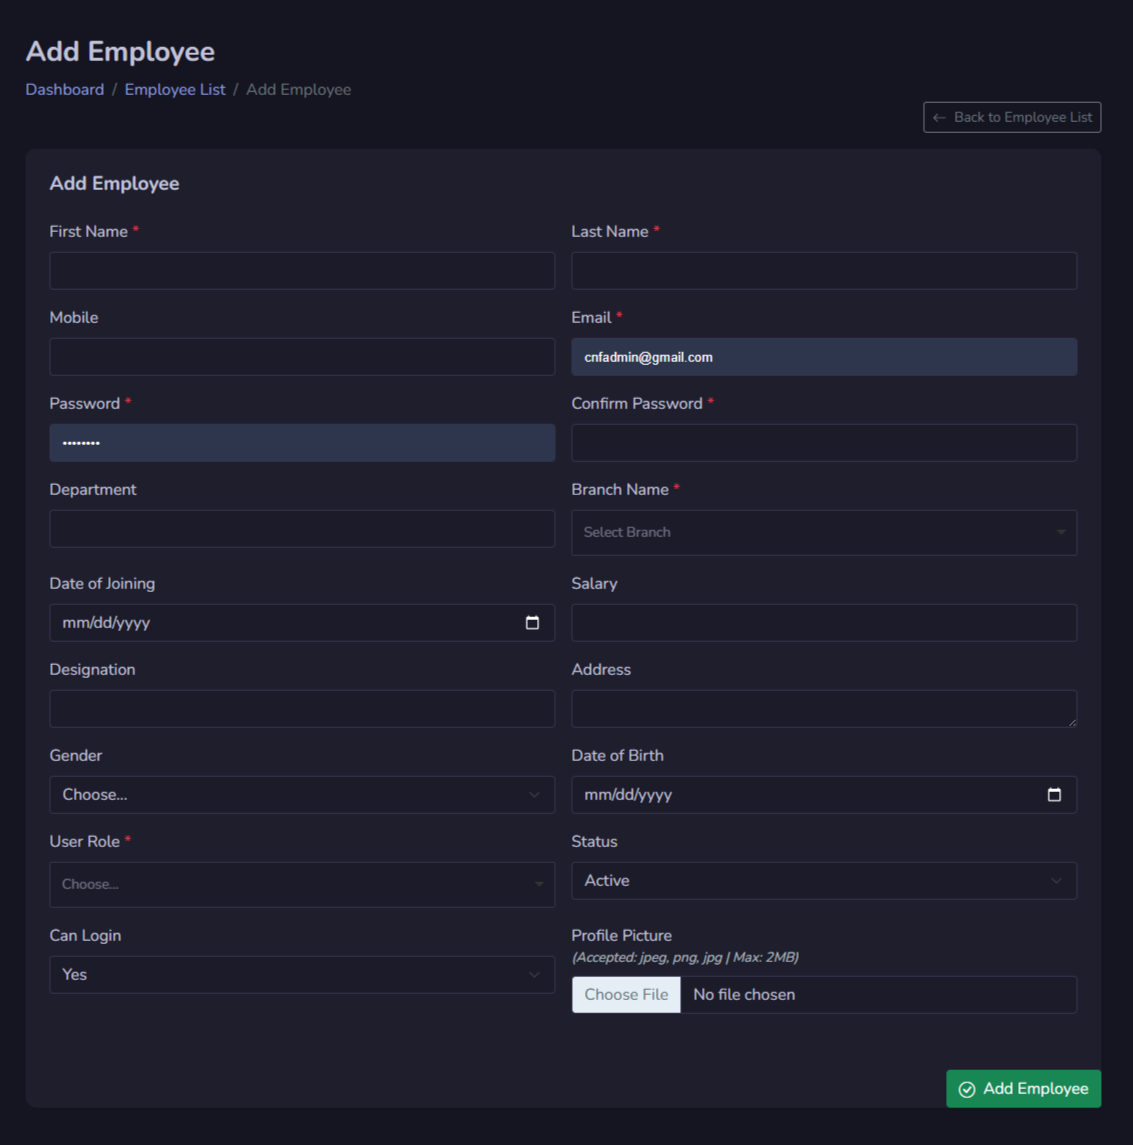 Add Employee
Dashboard / Employee List / Add Employee
← Back to Employee List
Add Employee
First Name *
Last Name *
Mobile
Email *
cnfadmin@gmail.com
Password *
••••••••
Confirm Password *
Department
Branch Name *
Select Branch
Date of Joining
mm/dd/yyyy
Salary
Designation
Address
Gender
Choose...
Date of Birth
mm/dd/yyyy
User Role *
Choose...
Status
Active
Can Login
Yes
Profile Picture
(Accepted: jpeg, png, jpg | Max: 2MB)
Choose File No file chosen
Add Employee